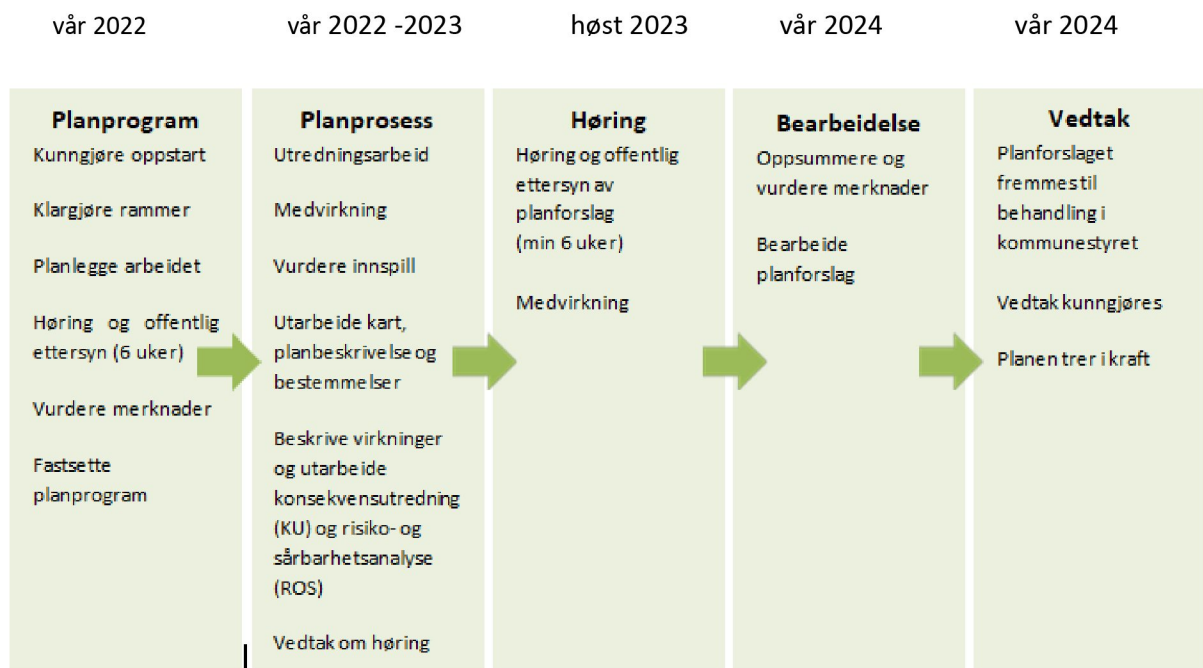 vår 2022
vår 2022 -2023
høst 2023
vår 2024
vår 2024
Planprogram
Kunngjøre oppstart
Klargjøre rammer
Planlegge arbeidet
Høring og offentlig
ettersyn (6 uker)
Vurdere merknader
Fastsette
planprogram
Planprosess
Utredningsarbeid
Medvirkning
Vurdere innspill
Utarbeide kart,
planbeskrivelse og
bestemmelser
Beskrive virkninger
og utarbeide
konsekvensutredning
(KU) og risiko- og
sårbarhetsanalyse
(ROS)
Vedtak om høring
Høring
Høring og offentlig
ettersyn av
planforslag
(min 6 uker)
Medvirkning
Bearbeidelse
Oppsummere og
vurdere merknader
Bearbeide
planforslag
Vedtak
Planforslaget
fremmes til
behandling i
kommunestyret
Vedtak kunngjøres
Planen trer i kraft